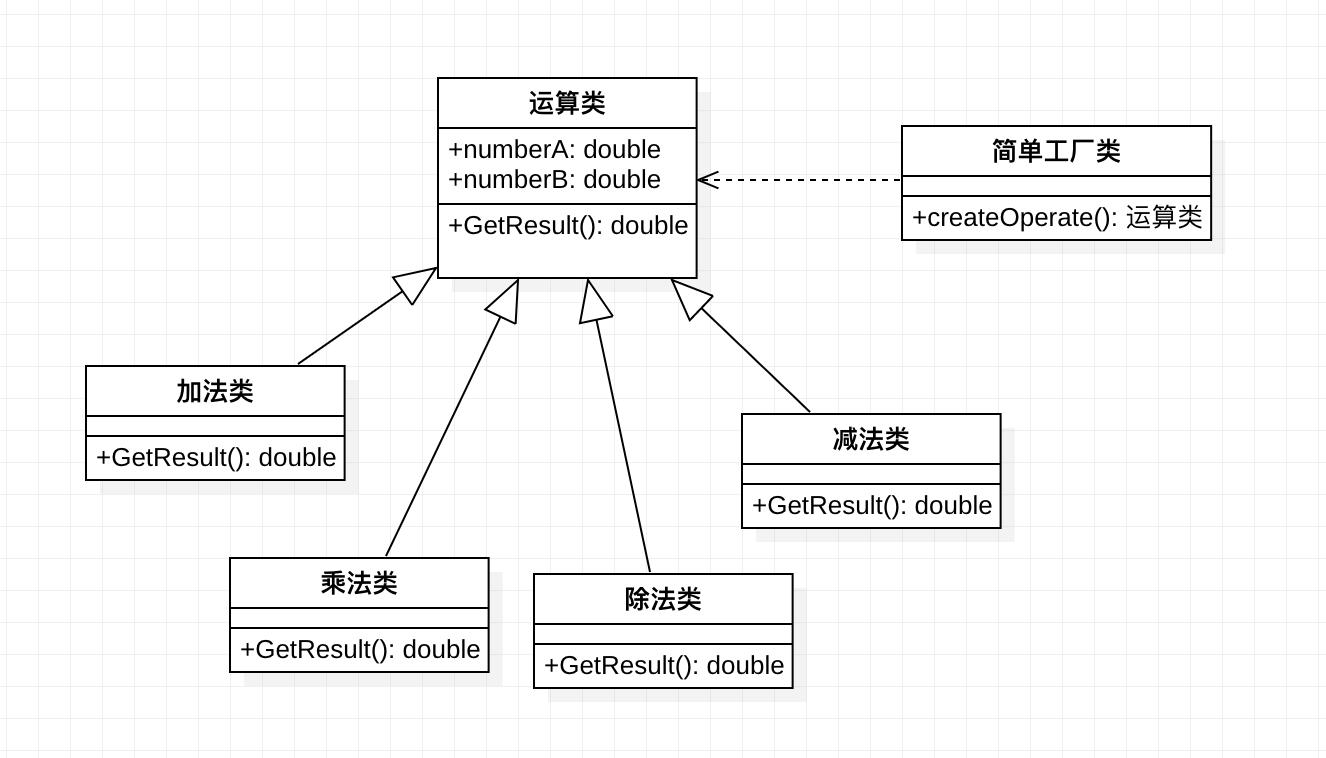 运算类
+numberA: double
+numberB: double
+GetResult(): double
简单工厂类
+createOperate(): 运算类
加法类
+GetResult(): double
减法类
+GetResult(): double
乘法类
+GetResult(): double
除法类
+GetResult(): double